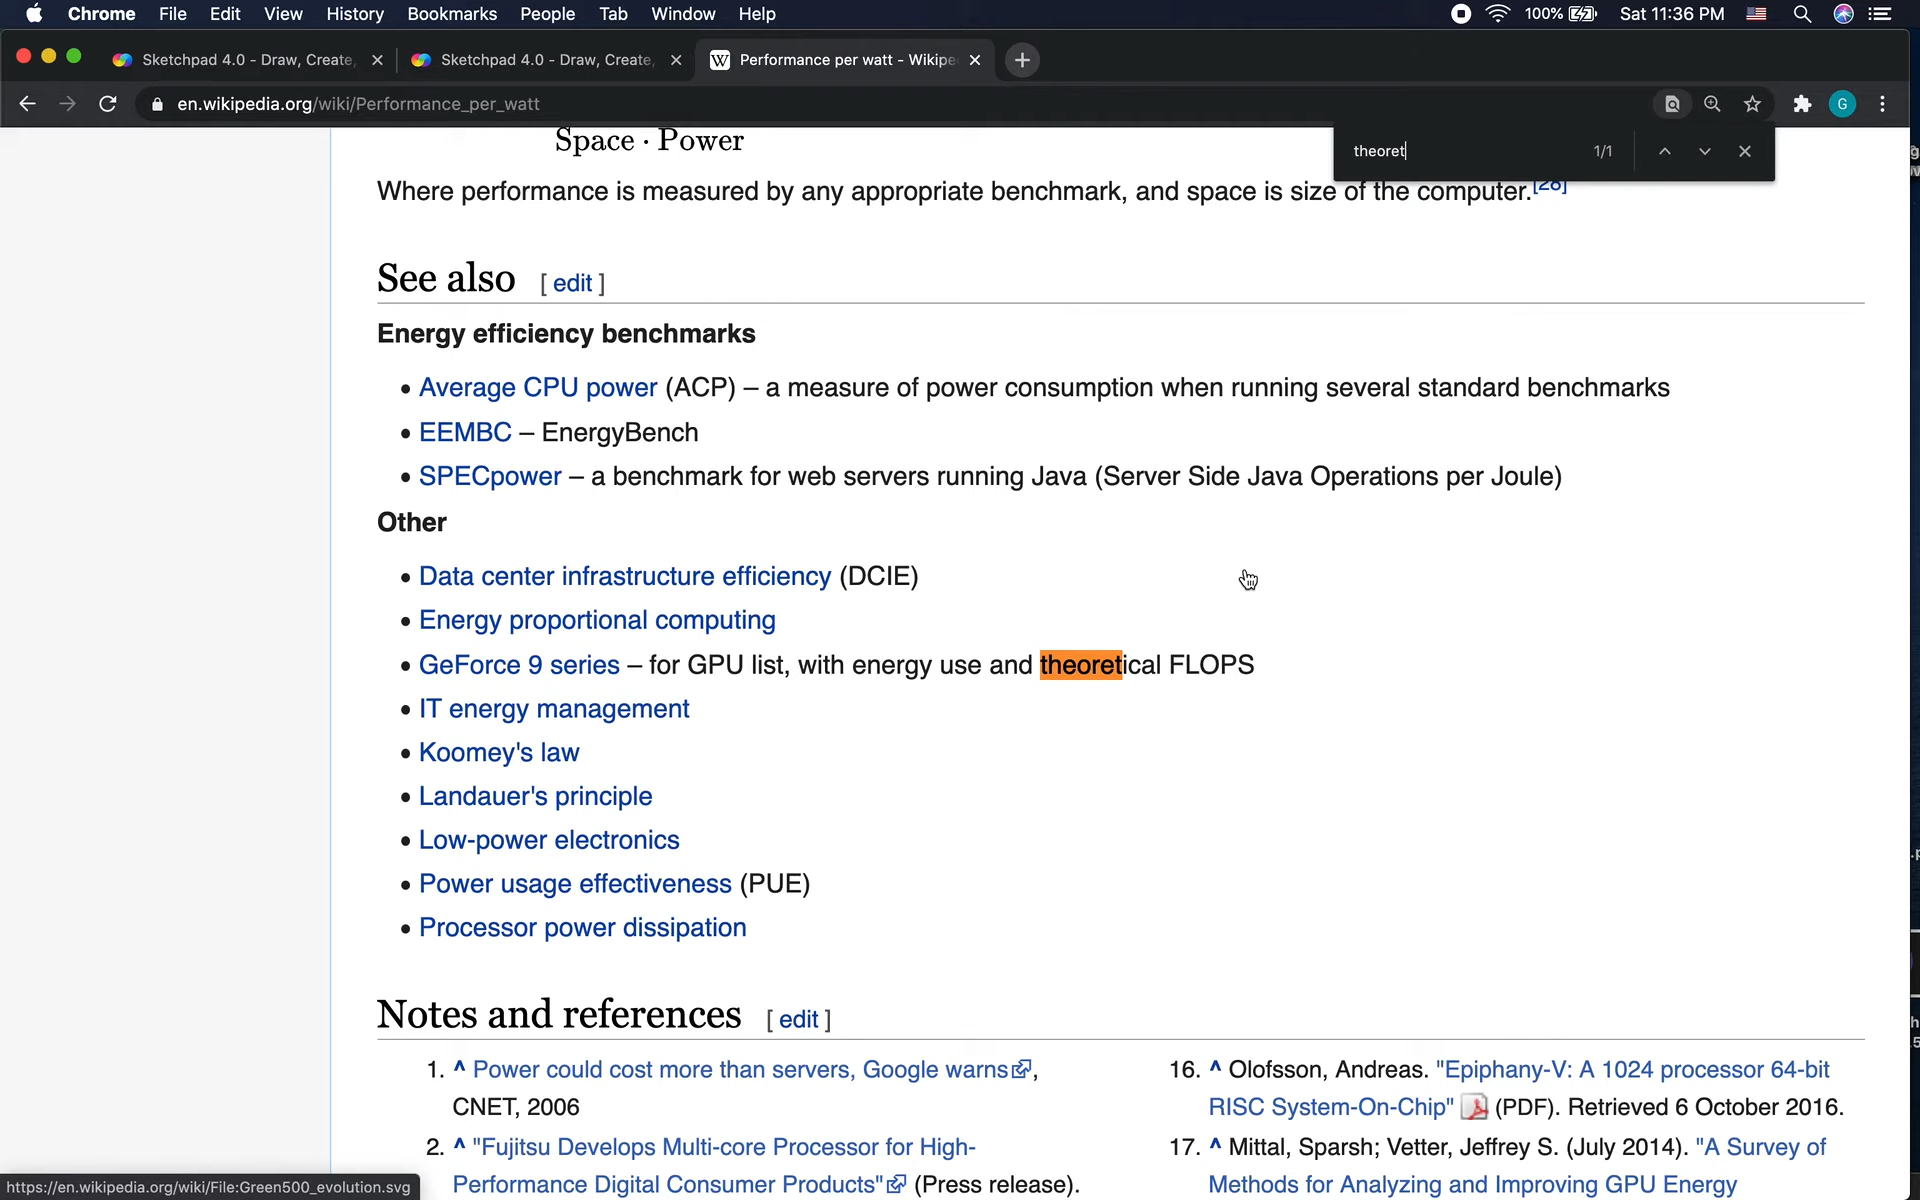 Chrome File Edit View History Bookmarks People Tab Window Help 100% Sat 11:36 PM
Sketchpad 4.0 - Draw, Create, Sketchpad 4.0 - Draw, Create, Performance per watt - Wikipe
en.wikipedia.org/wiki/Performance_per_watt G
theoret 1/1
Space · Power
Where performance is measured by any appropriate benchmark, and space is size of the computer.[28]
See also [ edit ]
Energy efficiency benchmarks
• Average CPU power (ACP) – a measure of power consumption when running several standard benchmarks
• EEMBC – EnergyBench
• SPECpower – a benchmark for web servers running Java (Server Side Java Operations per Joule)
Other
• Data center infrastructure efficiency (DCIE)
• Energy proportional computing
• GeForce 9 series – for GPU list, with energy use and theoretical FLOPS
• IT energy management
• Koomey's law
• Landauer's principle
• Low-power electronics
• Power usage effectiveness (PUE)
• Processor power dissipation
Notes and references [ edit ]
1. ^ Power could cost more than servers, Google warns,
CNET, 2006
2. ^ "Fujitsu Develops Multi-core Processor for High-
Performance Digital Consumer Products" (Press release).
16. ^ Olofsson, Andreas. "Epiphany-V: A 1024 processor 64-bit
RISC System-On-Chip" (PDF). Retrieved 6 October 2016.
17. ^ Mittal, Sparsh; Vetter, Jeffrey S. (July 2014). "A Survey of
Methods for Analyzing and Improving GPU Energy
https://en.wikipedia.org/wiki/File:Green500_evolution.svg